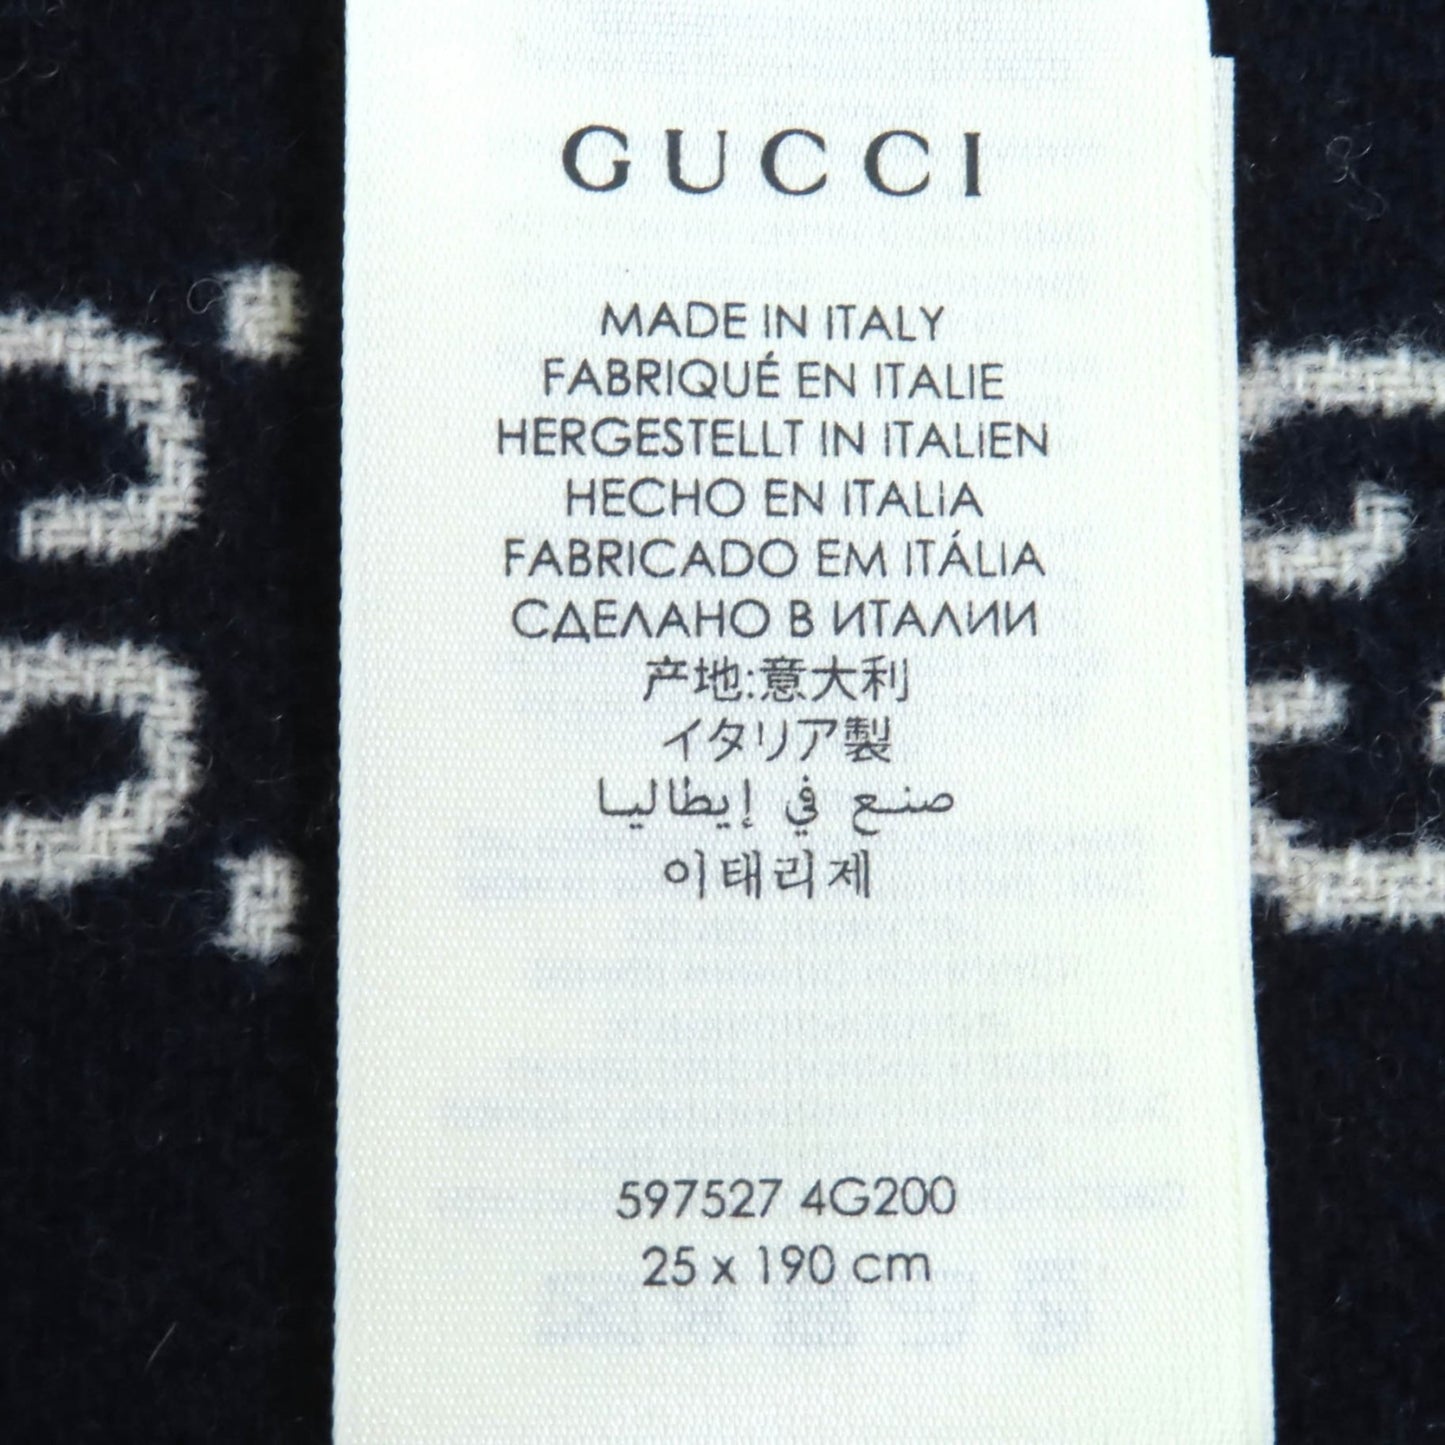 GUCCI
MADE IN ITALY
FABRIQUÉ EN ITALIE
HERGESTELLT IN ITALIEN
HECHO EN ITALIA
FABRICADO EM ITÁLIA
СДЕЛАНО В ИТАЛИИ
产地:意大利
イタリア製
صنع في إيطاليا
이태리제
597527 4G200
25 x 190 cm